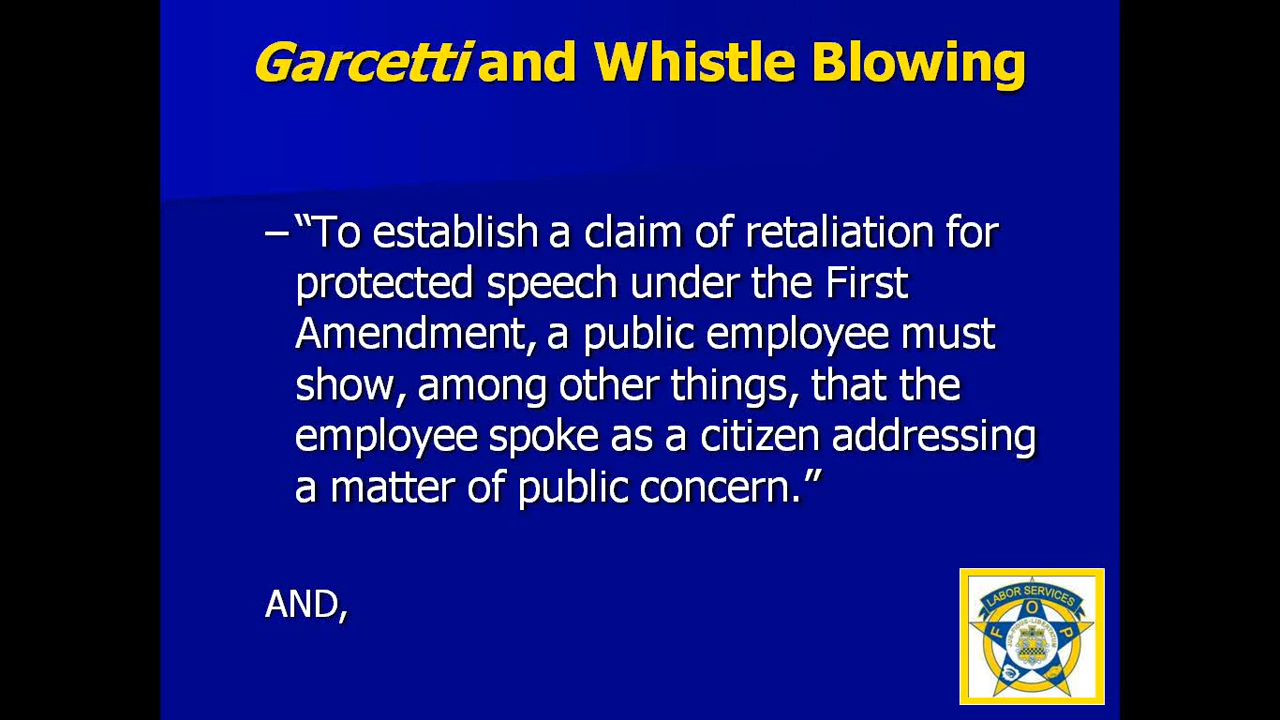 Garcetti and Whistle Blowing
– “To establish a claim of retaliation for
protected speech under the First
Amendment, a public employee must
show, among other things, that the
employee spoke as a citizen addressing
a matter of public concern.”
AND,
LABOR SERVICES
F O P